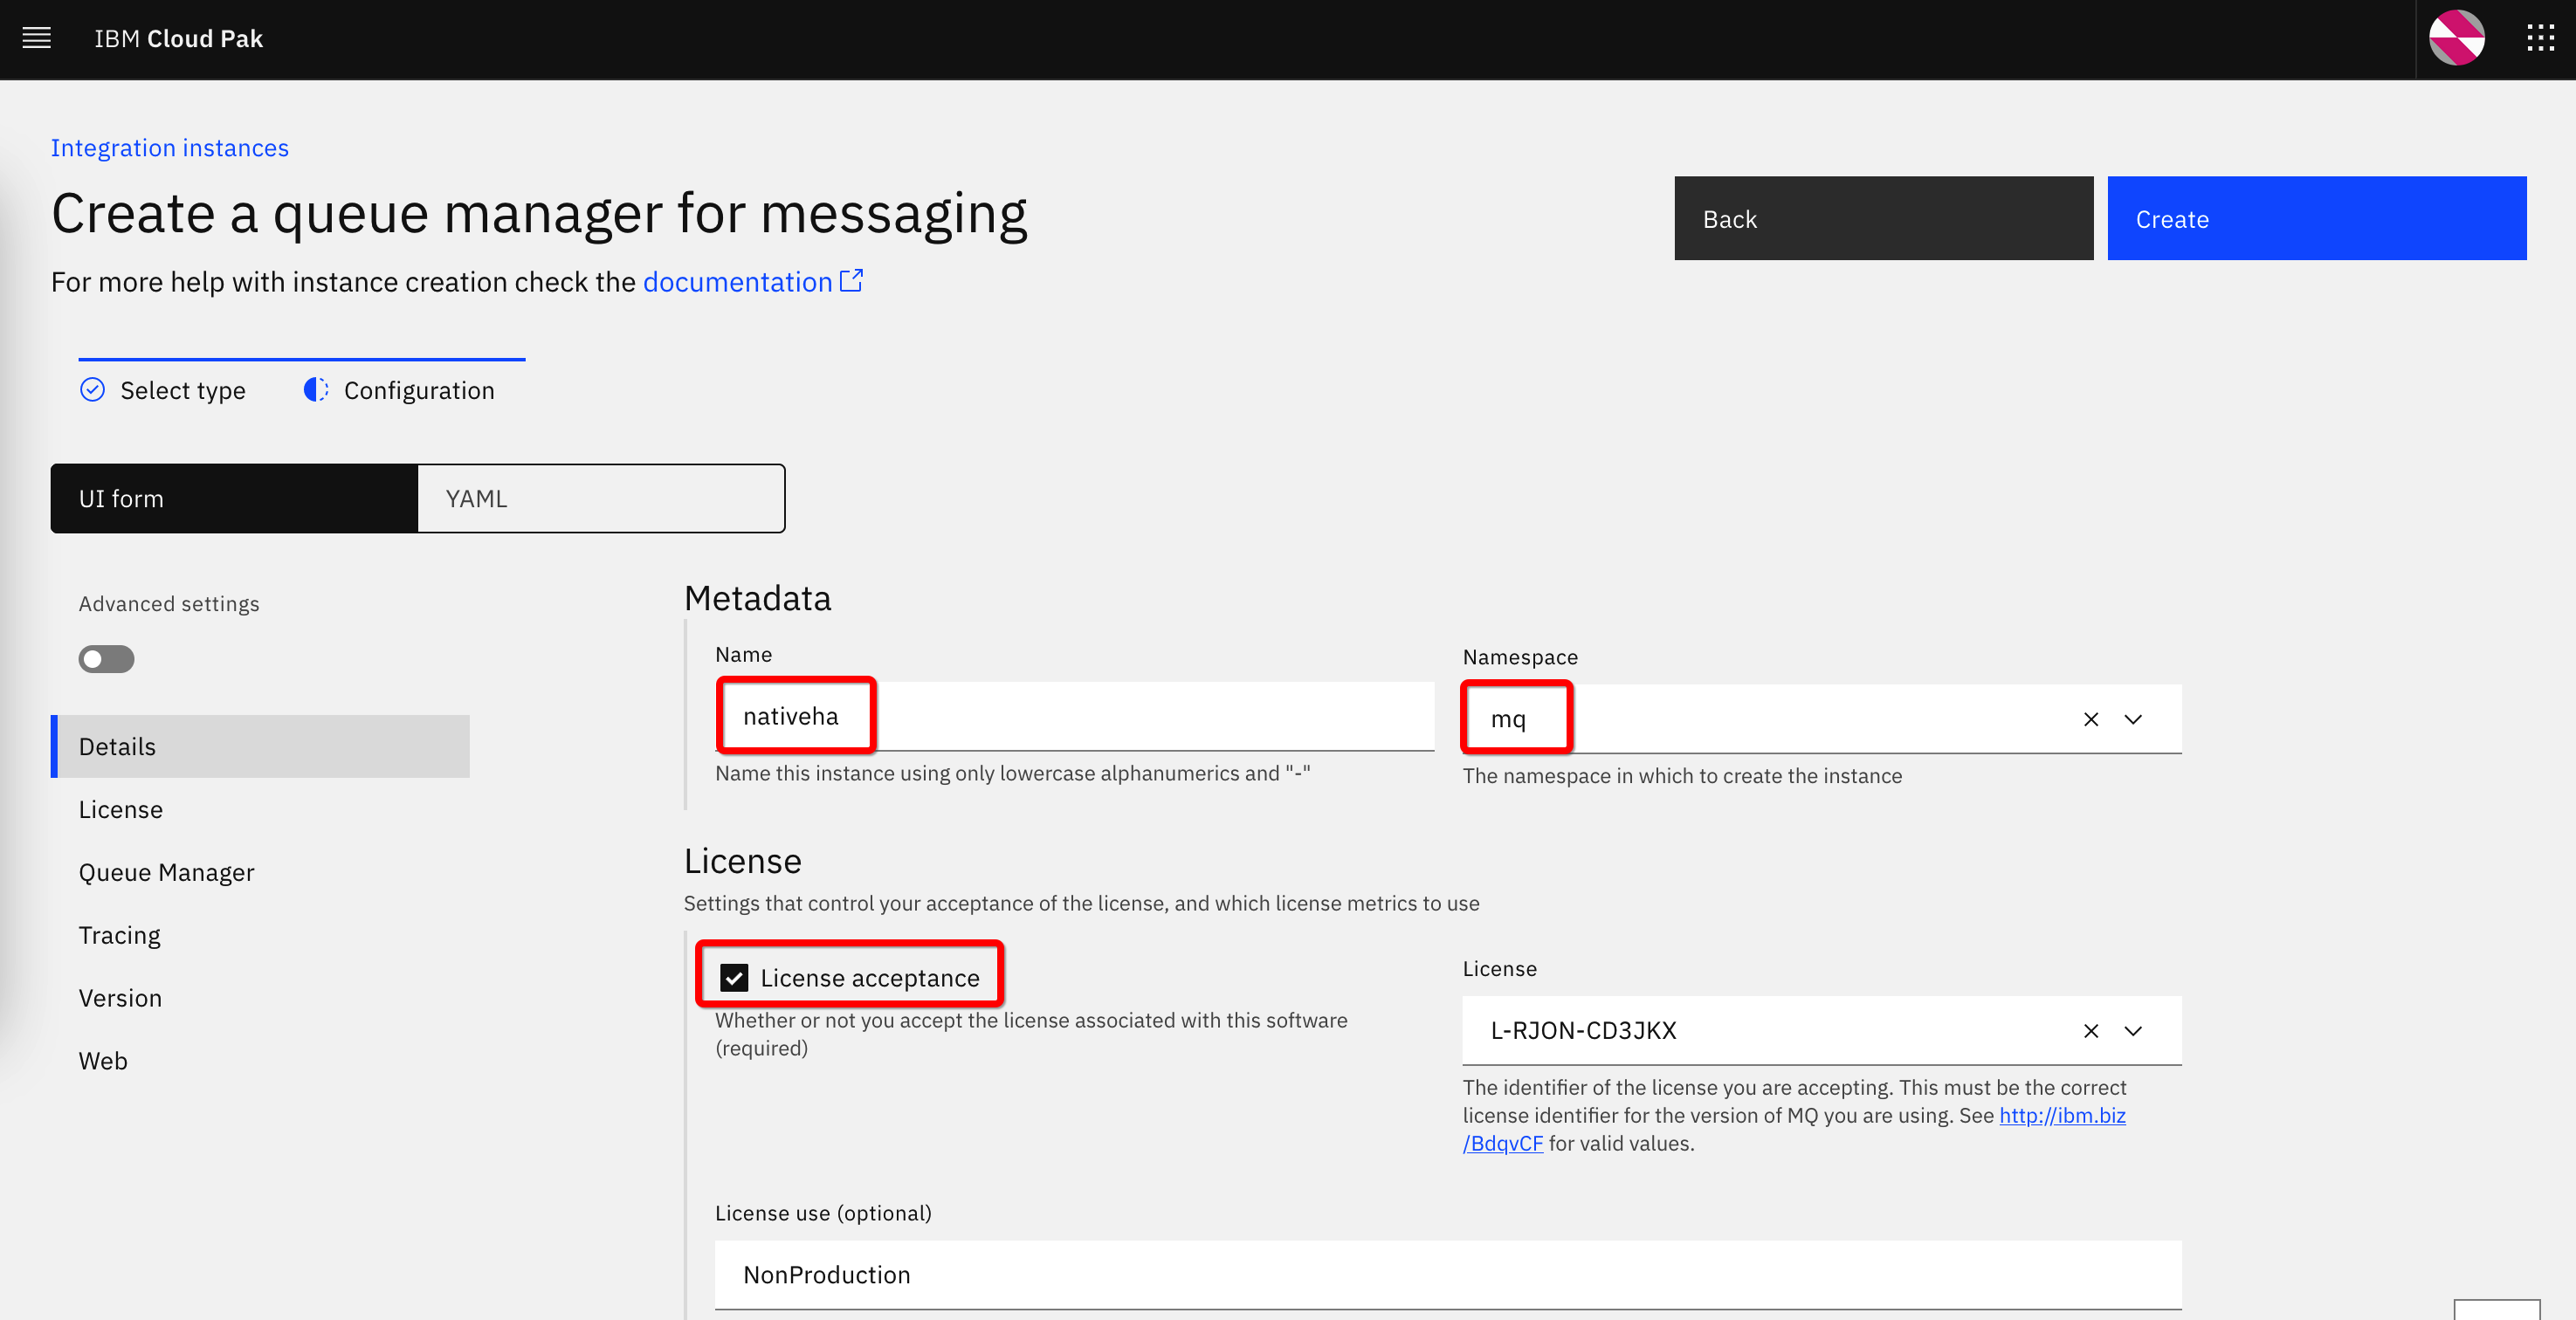 IBM Cloud Pak
Integration instances
Create a queue manager for messaging
Back
Create
For more help with instance creation check the documentation
Select type
Configuration
UI form
YAML
Advanced settings
Details
License
Queue Manager
Tracing
Version
Web
Metadata
Name
nativeha
Name this instance using only lowercase alphanumerics and "-"
Namespace
mq
The namespace in which to create the instance
License
Settings that control your acceptance of the license, and which license metrics to use
License acceptance
Whether or not you accept the license associated with this software
(required)
License
L-RJON-CD3JKX
The identifier of the license you are accepting. This must be the correct
license identifier for the version of MQ you are using. See http://ibm.biz
/BdqvCF for valid values.
License use (optional)
NonProduction